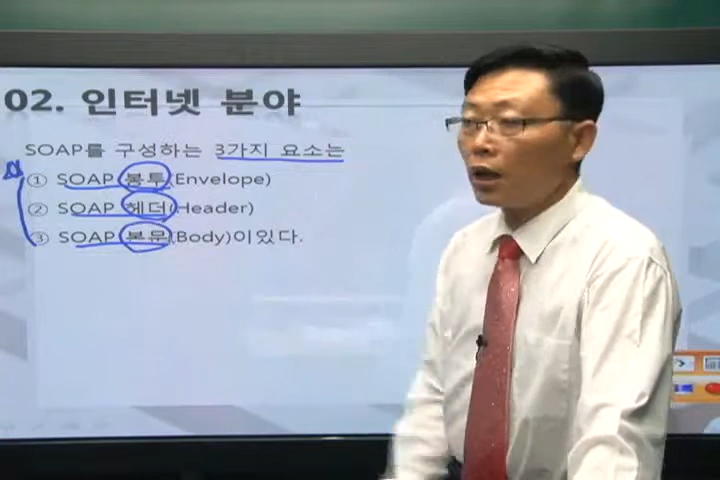 02. 인터넷 분야
SOAP를 구성하는 3가지 요소는
① SOAP 봉투(Envelope)
② SOAP 헤더(Header)
③ SOAP 본문(Body)이있다.